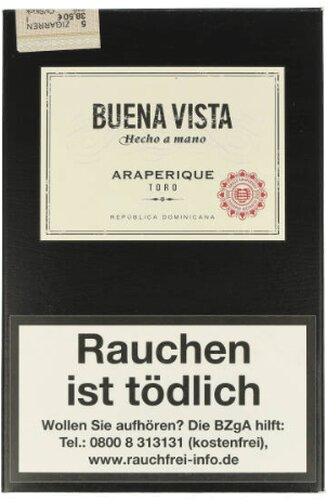 5
ZIGARREN
38,50 €
BUENA VISTA
Hecho a mano
ARAPERIQUE
TORO
REPÚBLICA DOMINICANA
Rauchen
ist tödlich
Wollen Sie aufhören? Die BZgA hilft:
Tel.: 0800 8 313131 (kostenfrei),
www.rauchfrei-info.de